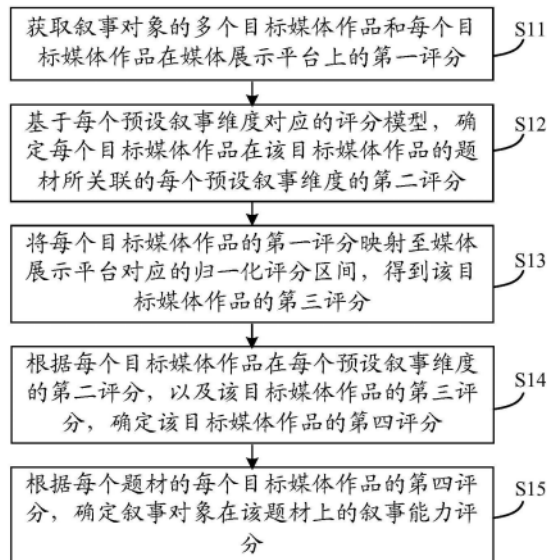 获取叙事对象的多个目标媒体作品和每个目
标媒体作品在媒体展示平台上的第一评分
S11
基于每个预设叙事维度对应的评分模型，确
定每个目标媒体作品在该目标媒体作品的题
材所关联的每个预设叙事维度的第二评分
S12
将每个目标媒体作品的第一评分映射至媒体
展示平台对应的归一化评分区间，得到该目
标媒体作品的第三评分
S13
根据每个目标媒体作品在每个预设叙事维度
的第二评分，以及该目标媒体作品的第三评
分，确定该目标媒体作品的第四评分
S14
根据每个题材的每个目标媒体作品的第四评
分，确定叙事对象在该题材上的叙事能力评
分
S15